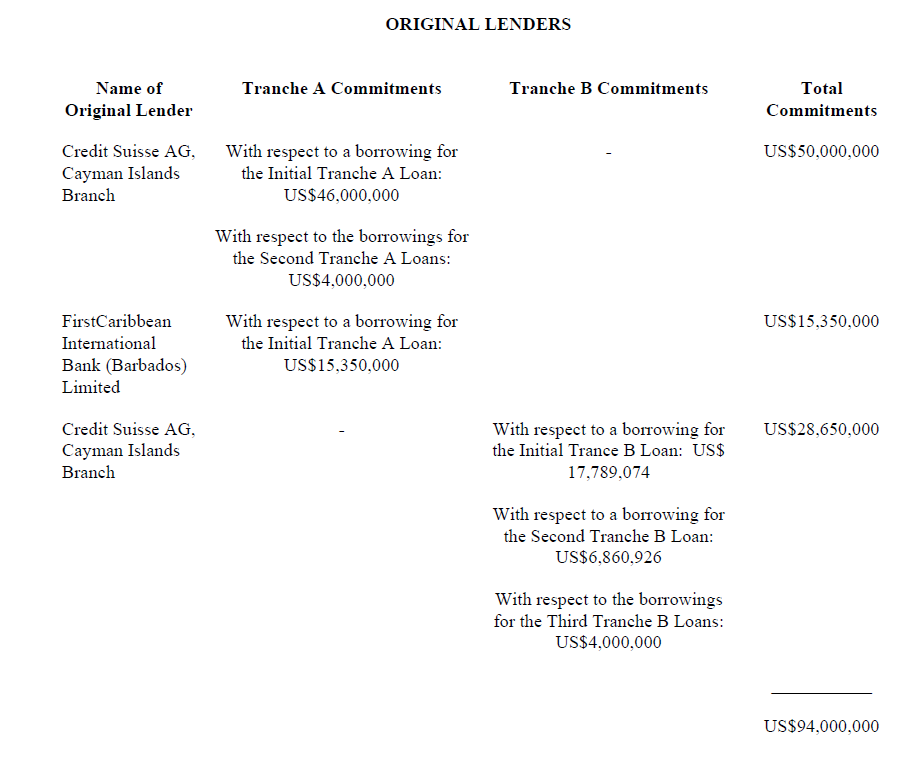 ORIGINAL LENDERS
Name of
Original Lender
Tranche A Commitments
Tranche B Commitments
Total
Commitments
Credit Suisse AG,
Cayman Islands
Branch
With respect to a borrowing for
the Initial Tranche A Loan:
US$46,000,000
With respect to the borrowings for
the Second Tranche A Loans:
US$4,000,000
-
US$50,000,000
FirstCaribbean
International
Bank (Barbados)
Limited
With respect to a borrowing for
the Initial Tranche A Loan:
US$15,350,000
US$15,350,000
Credit Suisse AG,
Cayman Islands
Branch
-
With respect to a borrowing for
the Initial Trance B Loan:  US$
17,789,074
With respect to a borrowing for
the Second Tranche B Loan:
US$6,860,926
With respect to the borrowings
for the Third Tranche B Loans:
US$4,000,000
US$28,650,000
US$94,000,000